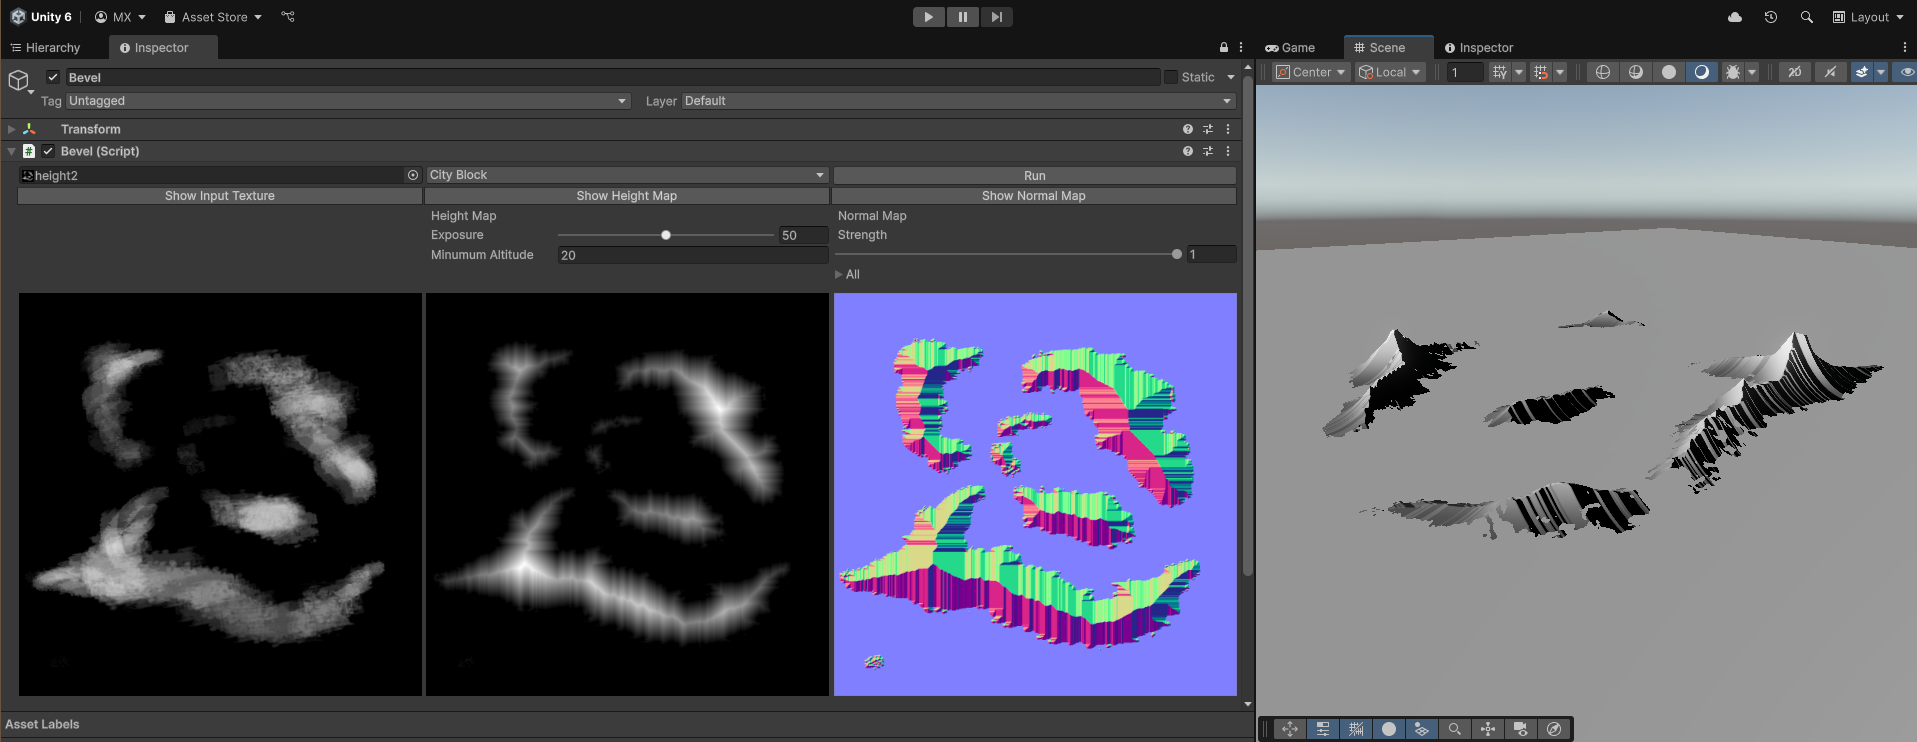 Unity 6 MX Asset Store Layout
Hierarchy Inspector Game Scene Inspector
Bevel Static Center Local 1 2D
Tag Untagged Layer Default
Transform
# Bevel (Script)
height2 City Block Run
Show Input Texture Show Height Map Show Normal Map
Height Map Normal Map
Exposure 50 Strength
Minumum Altitude 20 1
All
Asset Labels